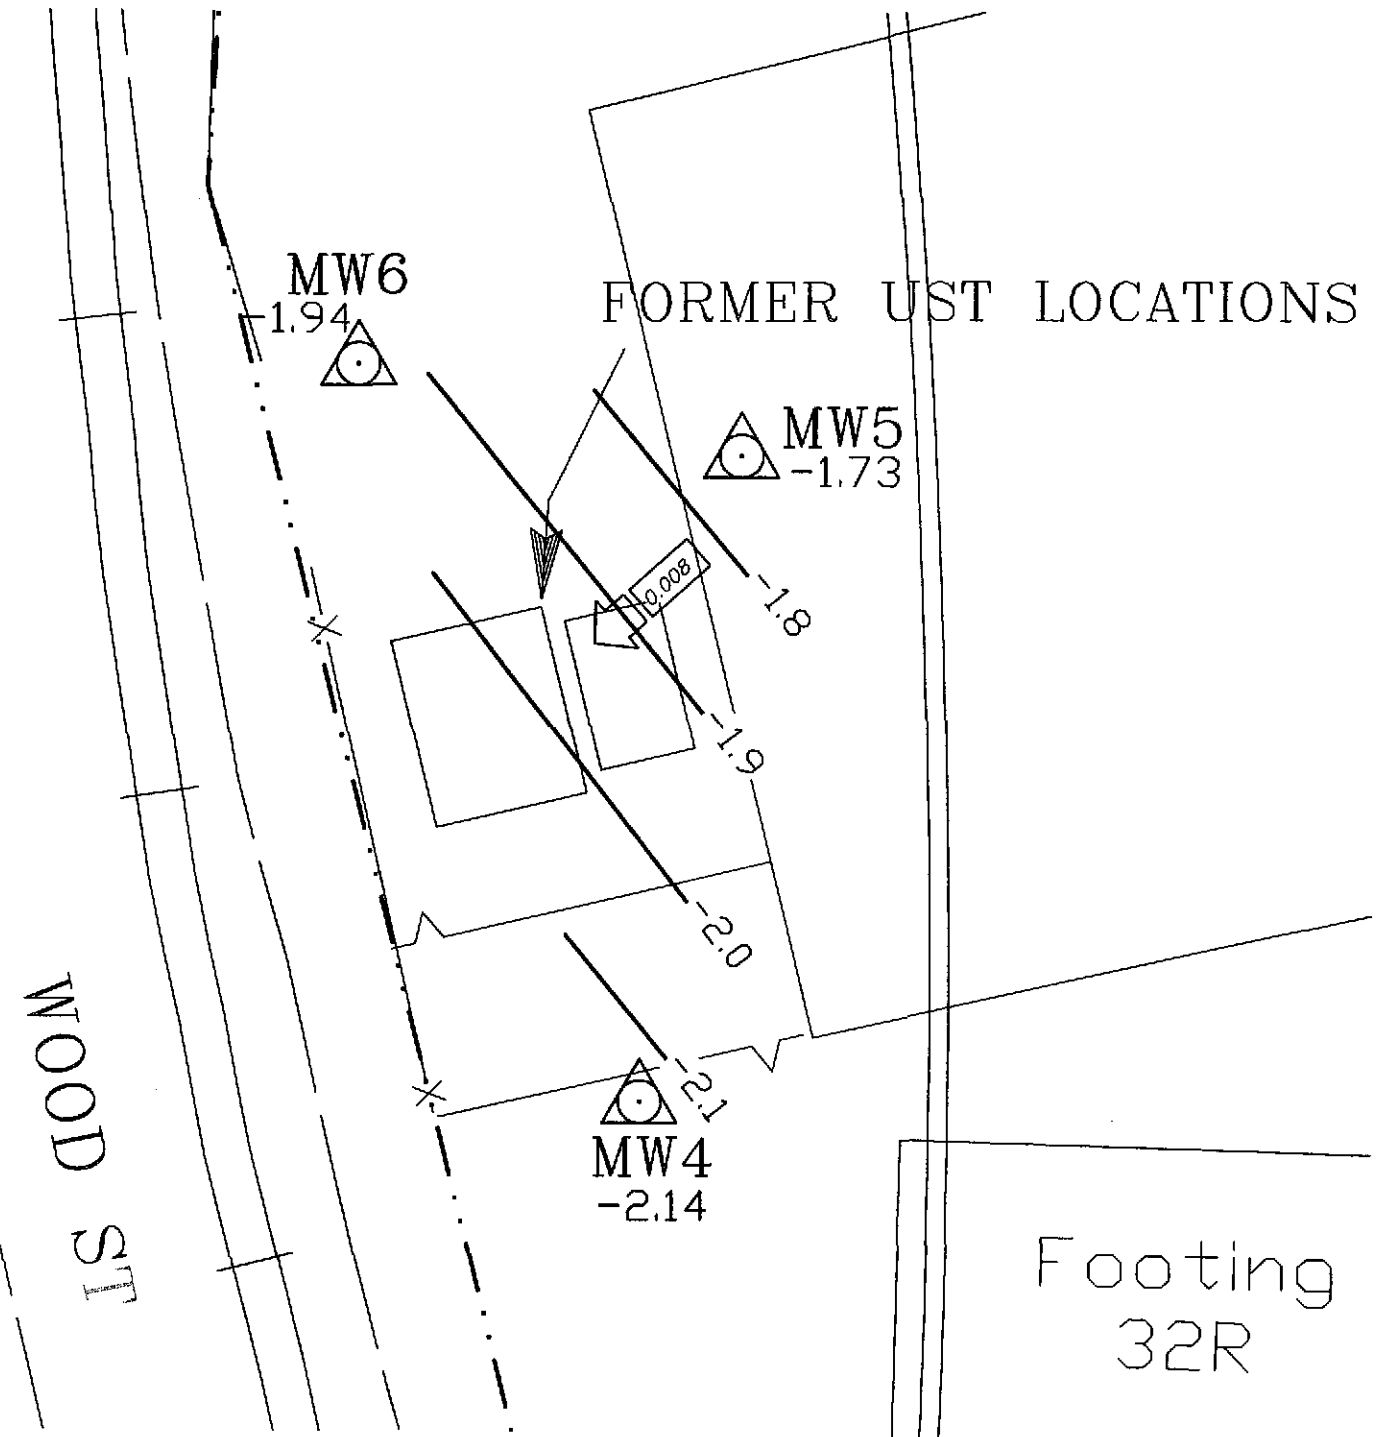 MW6
-1.94
FORMER UST LOCATIONS
MW5
-1.73
0.008
-1.8
-1.9
-2.0
-2.1
MW4
-2.14
WOOD ST
Footing
32R